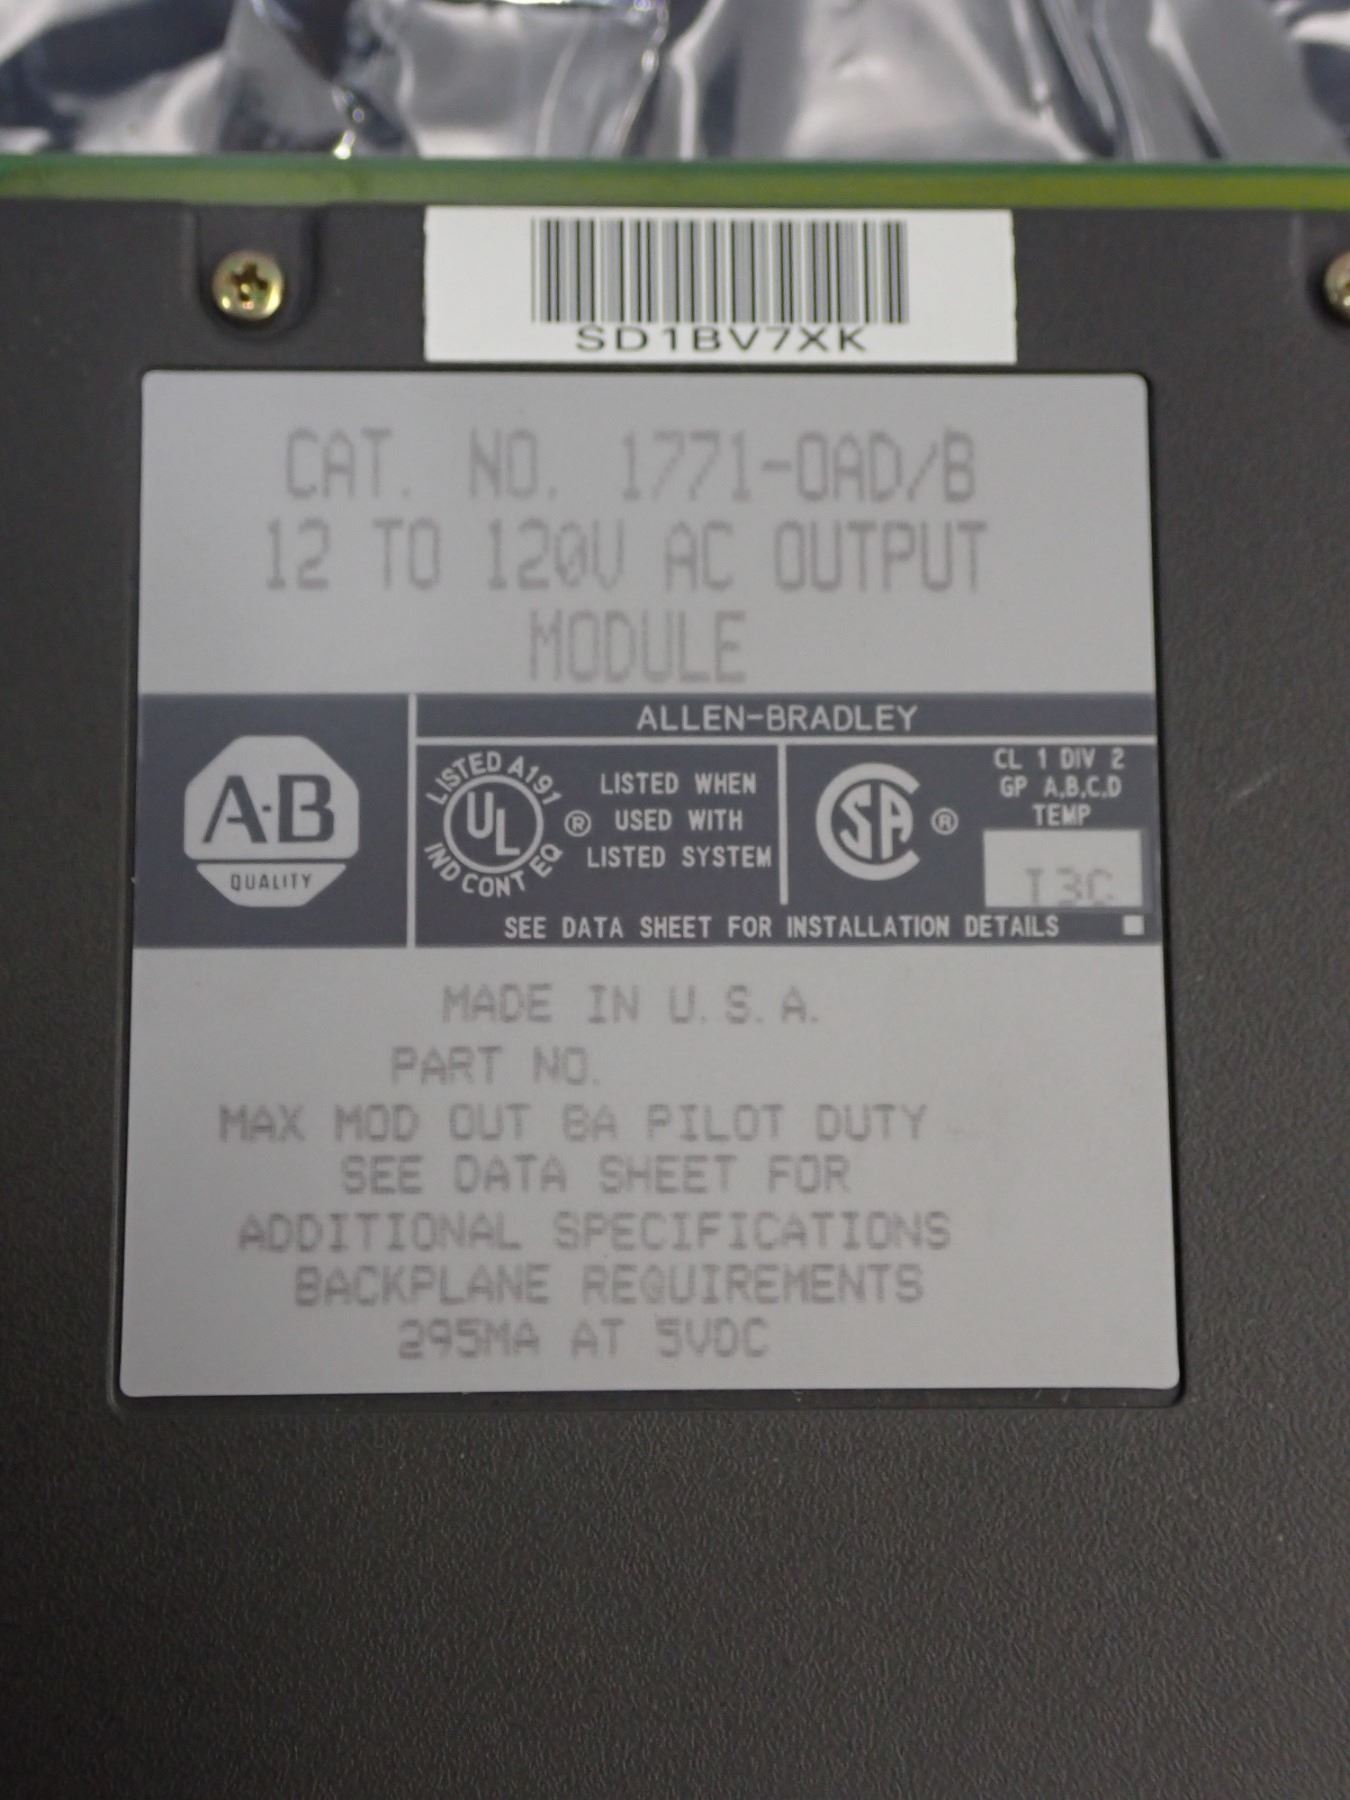 SD1BV7XK
CAT. NO. 1771-OAD/B
12 TO 120V AC OUTPUT
MODULE
ALLEN-BRADLEY
A-B
QUALITY
LISTED A191
UL
IND CONT EQ
®
LISTED WHEN
USED WITH
LISTED SYSTEM
SA
®
CL 1 DIV 2
GP A,B,C,D
TEMP
T3C
SEE DATA SHEET FOR INSTALLATION DETAILS
MADE IN U.S.A.
PART NO.
MAX MOD OUT 8A PILOT DUTY
SEE DATA SHEET FOR
ADDITIONAL SPECIFICATIONS
BACKPLANE REQUIREMENTS
295MA AT 5VDC